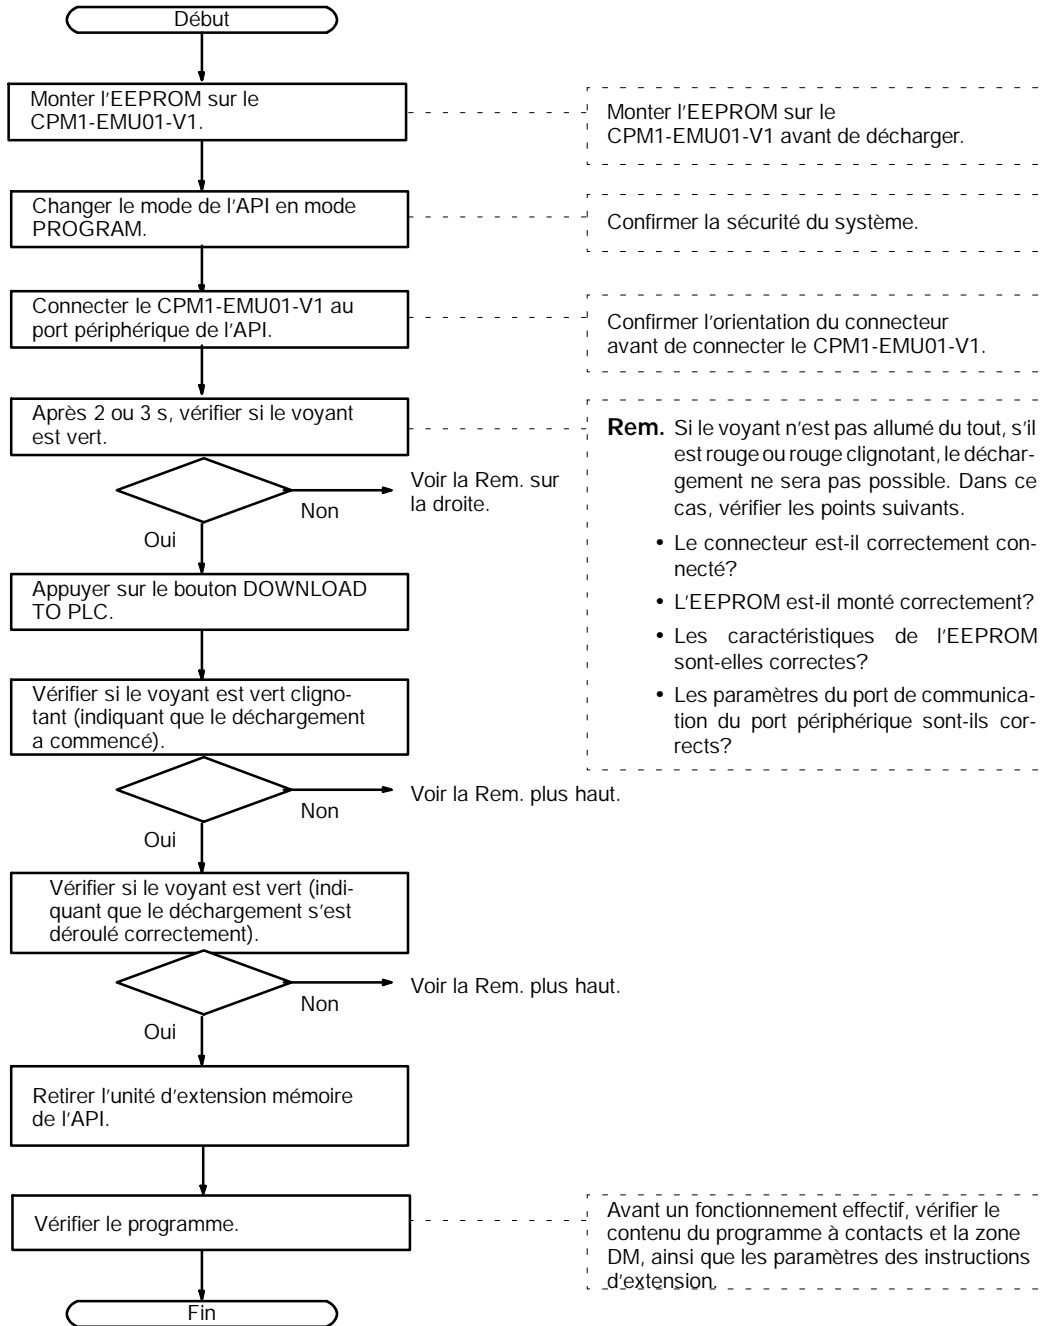 Début
Monter l'EEPROM sur le
CPM1-EMU01-V1.
Monter l'EEPROM sur le
CPM1-EMU01-V1 avant de décharger.
Changer le mode de l'API en mode
PROGRAM.
Confirmer la sécurité du système.
Connecter le CPM1-EMU01-V1 au
port périphérique de l'API.
Confirmer l'orientation du connecteur
avant de connecter le CPM1-EMU01-V1.
Après 2 ou 3 s, vérifier si le voyant
est vert.
Rem. Si le voyant n'est pas allumé du tout, s'il
est rouge ou rouge clignotant, le déchar-
gement ne sera pas possible. Dans ce
cas, vérifier les points suivants.
• Le connecteur est-il correctement con-
necté?
• L'EEPROM est-il monté correctement?
• Les caractéristiques de l'EEPROM
sont-elles correctes?
• Les paramètres du port de communica-
tion du port périphérique sont-ils cor-
rects?
Non
Voir la Rem. sur
la droite.
Oui
Appuyer sur le bouton DOWNLOAD
TO PLC.
Vérifier si le voyant est vert cligno-
tant (indiquant que le déchargement
a commencé).
Non
Voir la Rem. plus haut.
Oui
Vérifier si le voyant est vert (indi-
quant que le déchargement s'est
déroulé correctement).
Non
Voir la Rem. plus haut.
Oui
Retirer l'unité d'extension mémoire
de l'API.
Vérifier le programme.
Avant un fonctionnement effectif, vérifier le
contenu du programme à contacts et la zone
DM, ainsi que les paramètres des instructions
d'extension.
Fin